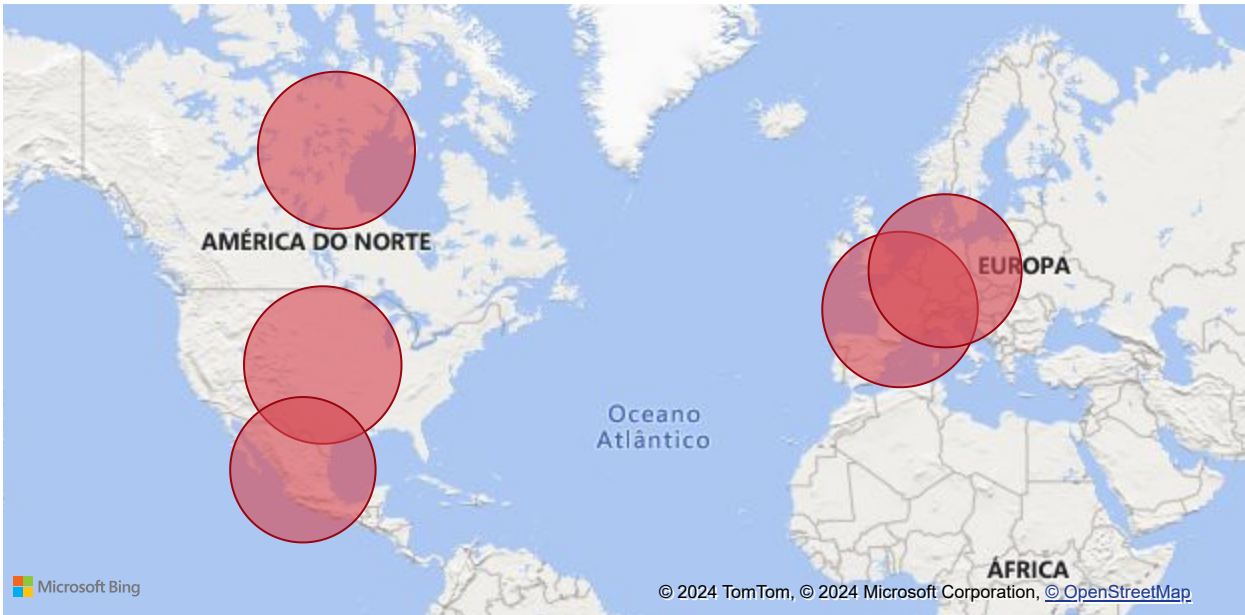 AMÉRICA DO NORTE
EUROPA
Oceano
Atlântico
ÁFRICA
Microsoft Bing
© 2024 TomTom, © 2024 Microsoft Corporation, © OpenStreetMap